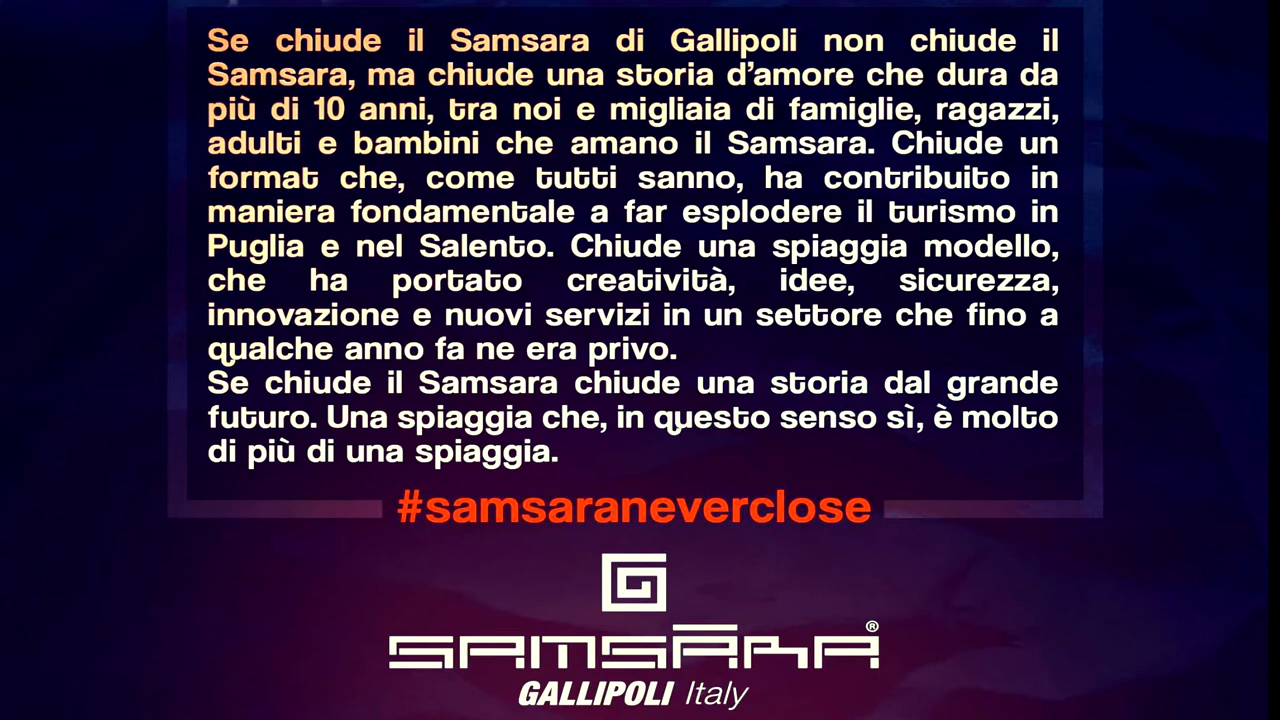 Se chiude il Samsara di Gallipoli non chiude il
Samsara, ma chiude una storia d'amore che dura da
più di 10 anni, tra noi e migliaia di famiglie, ragazzi,
adulti e bambini che amano il Samsara. Chiude un
format che, come tutti sanno, ha contribuito in
maniera fondamentale a far esplodere il turismo in
Puglia e nel Salento. Chiude una spiaggia modello,
che ha portato creatività, idee, sicurezza,
innovazione e nuovi servizi in un settore che fino a
qualche anno fa ne era privo.
Se chiude il Samsara chiude una storia dal grande
futuro. Una spiaggia che, in questo senso sì, è molto
di più di una spiaggia.
#samsaraneverclose
SAMSĀRA®
GALLIPOLI Italy